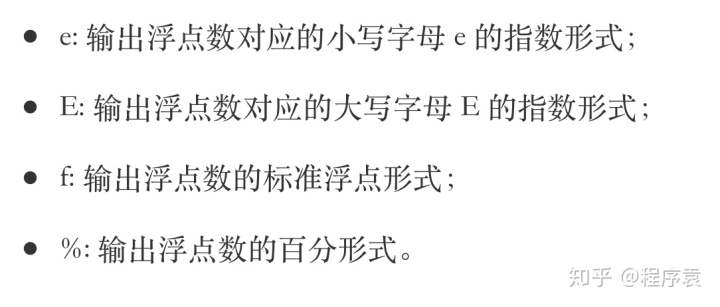 ● e: 输出浮点数对应的小写字母 e 的指数形式;
● E: 输出浮点数对应的大写字母 E 的指数形式;
● f: 输出浮点数的标准浮点形式;
● %: 输出浮点数的百分形式。
知乎 @程序袁